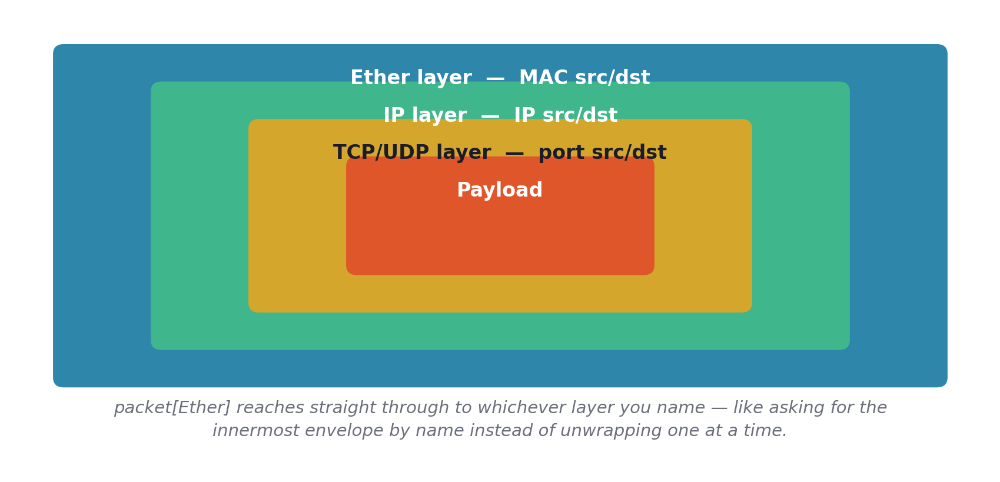 Ether layer — MAC src/dst
IP layer — IP src/dst
TCP/UDP layer — port src/dst
Payload
packet[Ether] reaches straight through to whichever layer you name — like asking for the
innermost envelope by name instead of unwrapping one at a time.